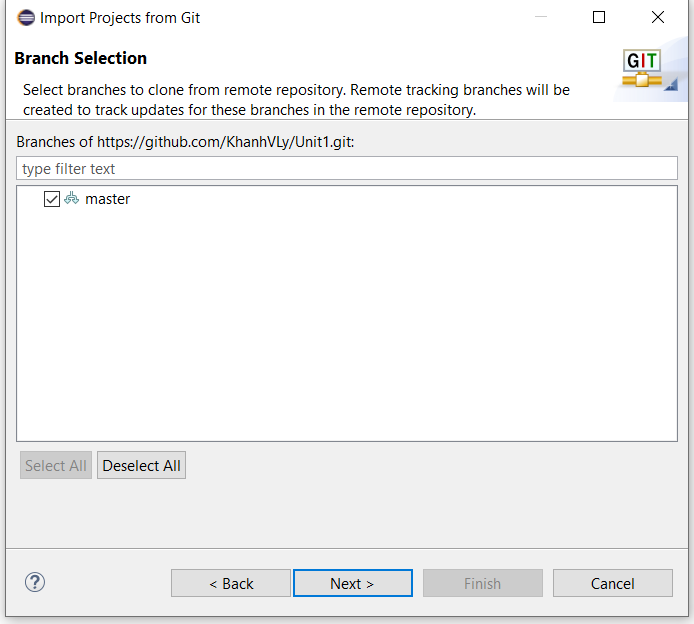 Import Projects from Git
Branch Selection
GIT
Select branches to clone from remote repository. Remote tracking branches will be
created to track updates for these branches in the remote repository.
Branches of https://github.com/KhanhVLy/Unit1.git:
type filter text
master
Select All
Deselect All
?
< Back
Next >
Finish
Cancel